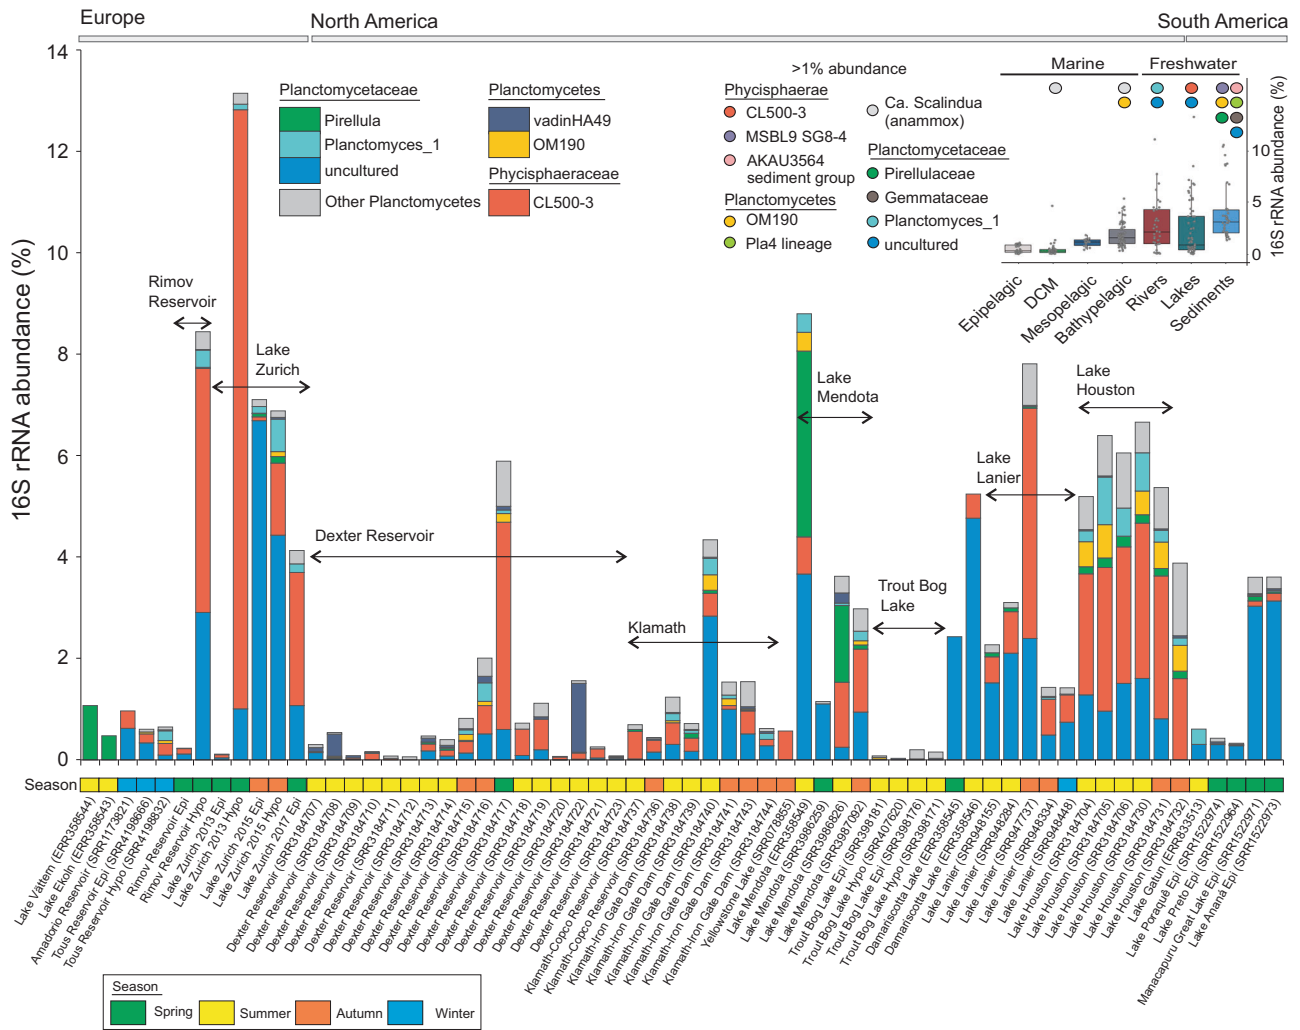 Europe
North America
South America
14
12
10
8
6
4
2
0
16S rRNA abundance (%)
Planctomycetaceae
Pirellula
Planctomyces_1
uncultured
Other Planctomycetes
Planctomycetes
vadinHA49
OM190
Phycisphaeraceae
CL500-3
>1% abundance
Phycisphaerae
CL500-3
MSBL9 SG8-4
AKAU3564
sediment group
Planctomycetes
OM190
Pla4 lineage
Ca. Scalindua
(anammox)
Planctomycetaceae
Pirellulaceae
Gemmataceae
Planctomyces_1
uncultured
Marine
Freshwater
10
5
0
16S rRNA abundance (%)
Epipelagic
DCM
Mesopelagic
Bathypelagic
Rivers
Lakes
Sediments
Rimov
Reservoir
Lake
Zurich
Dexter Reservoir
Klamath
Lake
Mendota
Trout Bog
Lake
Lake
Lanier
Lake
Houston
Season
Lake Vättern (ERR358544)
Lake Ekoln (ERR358543)
Amadorio Reservoir (SRR1173821)
Tous Reservoir Epi (SRR4198666)
Tous Reservoir Hypo (SRR4198832)
Rimov Reservoir Epi
Rimov Reservoir Hypo
Lake Zurich 2013 Epi
Lake Zurich 2013 Hypo
Lake Zurich 2015 Epi
Lake Zurich 2015 Hypo
Lake Zurich 2017 Epi
Dexter Reservoir (SRR3184707)
Dexter Reservoir (SRR3184708)
Dexter Reservoir (SRR3184709)
Dexter Reservoir (SRR3184710)
Dexter Reservoir (SRR3184711)
Dexter Reservoir (SRR3184712)
Dexter Reservoir (SRR3184713)
Dexter Reservoir (SRR3184714)
Dexter Reservoir (SRR3184715)
Dexter Reservoir (SRR3184716)
Dexter Reservoir (SRR3184717)
Dexter Reservoir (SRR3184718)
Dexter Reservoir (SRR3184719)
Dexter Reservoir (SRR3184720)
Dexter Reservoir (SRR3184722)
Dexter Reservoir (SRR3184721)
Dexter Reservoir (SRR3184723)
Klamath-Copco Reservoir (SRR3184737)
Klamath-Copce Reservoir (SRR3184736)
Klamath-Iron Gate Dam (SRR3184738)
Klamath-Iron Gate Dam (SRR3184739)
Klamath-Iron Gate Dam (SRR3184740)
Klamath-Iron Gate Dam (SRR3184741)
Klamath-Iron Gate Dam (SRR3184743)
Klamath-Iron Gate Dam (SRR3184744)
Yellowstone Lake (SRR078855)
Lake Mendota (ERR358549)
Lake Mendota (SRR3986259)
Lake Mendota (SRR3986826)
Lake Mendota (SRR3987092)
Trout Bog Lake Epi (SRR398181)
Trout Bog Lake Hypo (SRR407620)
Trout Bog Lake Epi (SRR398176)
Trout Bog Lake Hypo (SRR398171)
Damariscotta Lake (ERR358545)
Damariscotta Lake (ERR358546)
Lake Lanier (SRR948155)
Lake Lanier (SRR949284)
Lake Lanier (SRR947737)
Lake Lanier (SRR949334)
Lake Lanier (SRR948448)
Lake Houston (SRR3184704)
Lake Houston (SRR3184705)
Lake Houston (SRR3184706)
Lake Houston (SRR3184730)
Lake Houston (SRR3184731)
Lake Houston (SRR3184732)
Lake Gatun (ERR833513)
Lake Poraquê Epi (SRR1522974)
Lake Preto Epi (SRR1522964)
Manacapuru Great Lake Epi (SRR1522971)
Lake Ananá Epi (SRR1522973)
Season
Spring
Summer
Autumn
Winter